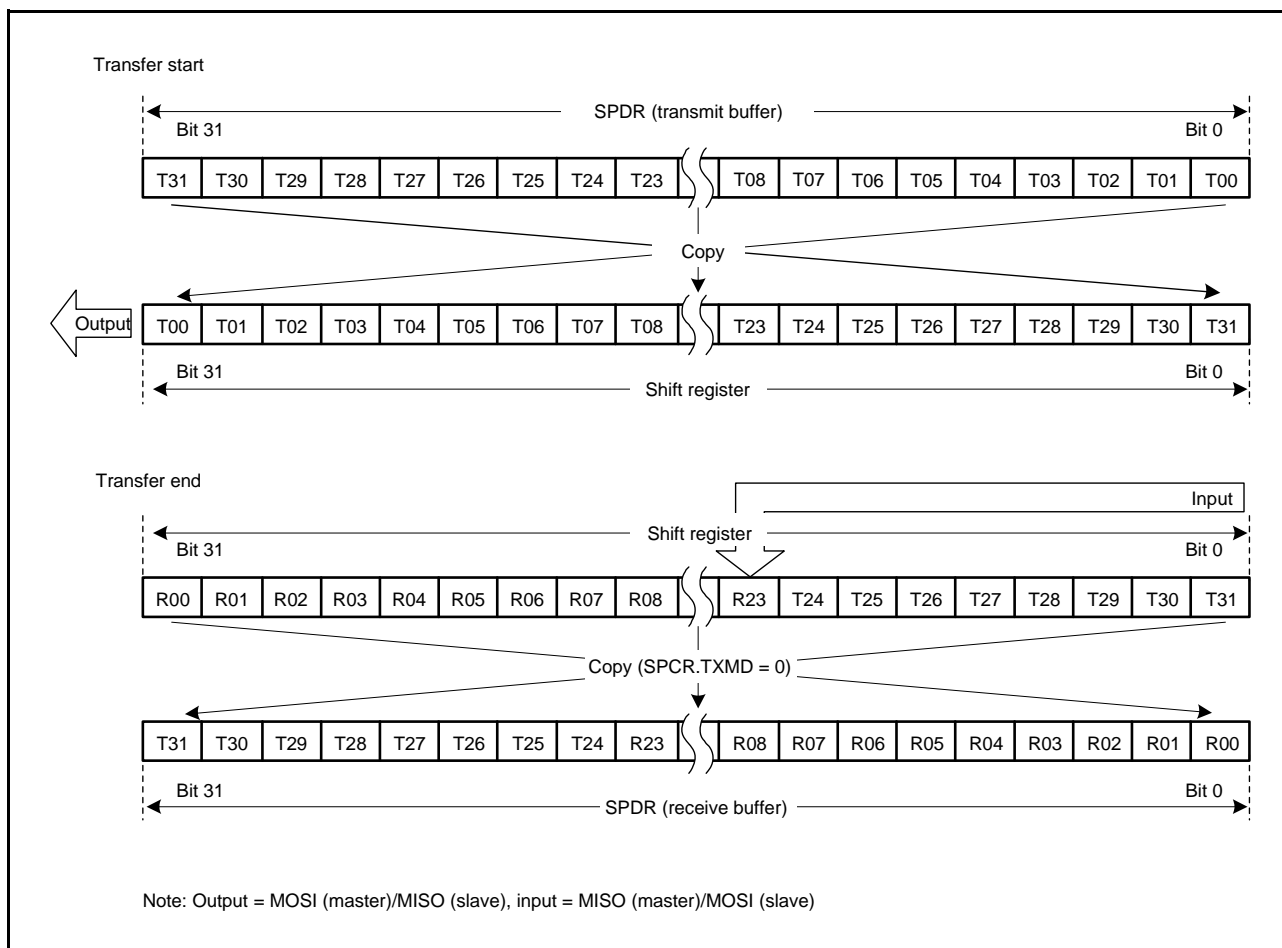 Transfer start
SPDR (transmit buffer)
Bit 31 Bit 0
T31 T30 T29 T28 T27 T26 T25 T24 T23 T08 T07 T06 T05 T04 T03 T02 T01 T00
Copy
Output T00 T01 T02 T03 T04 T05 T06 T07 T08 T23 T24 T25 T26 T27 T28 T29 T30 T31
Bit 31 Bit 0
Shift register
Transfer end
Input
Shift register
Bit 31 Bit 0
R00 R01 R02 R03 R04 R05 R06 R07 R08 R23 T24 T25 T26 T27 T28 T29 T30 T31
Copy (SPCR.TXMD = 0)
T31 T30 T29 T28 T27 T26 T25 T24 R23 R08 R07 R06 R05 R04 R03 R02 R01 R00
Bit 31 Bit 0
SPDR (receive buffer)
Note: Output = MOSI (master)/MISO (slave), input = MISO (master)/MOSI (slave)